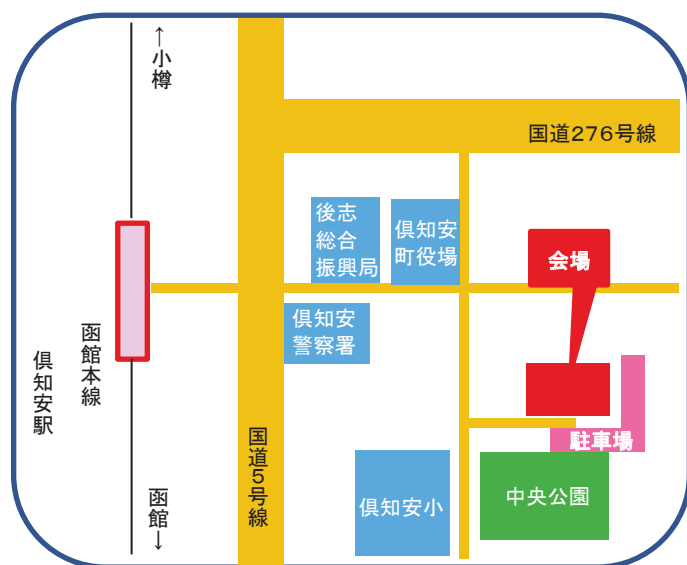 ↑小樽
国道276号線
後志
総合
振興局
倶知安
町役場
会場
倶知安
警察署
函館本線
倶知安駅
国道5号線
駐車場
倶知安小
中央公園
函館↓